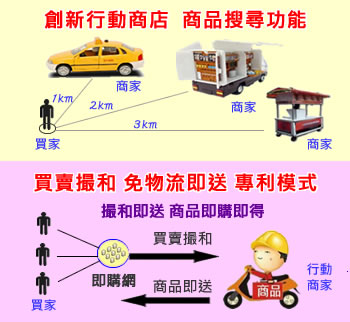 創新行動商店 商品搜尋功能
1km
2km
3km
商家
商家
商家
買家
買賣撮和 免物流即送 專利模式
撮和即送 商品即購即得
買賣撮和
即購網
商品即送
商品
行動
商家
買家